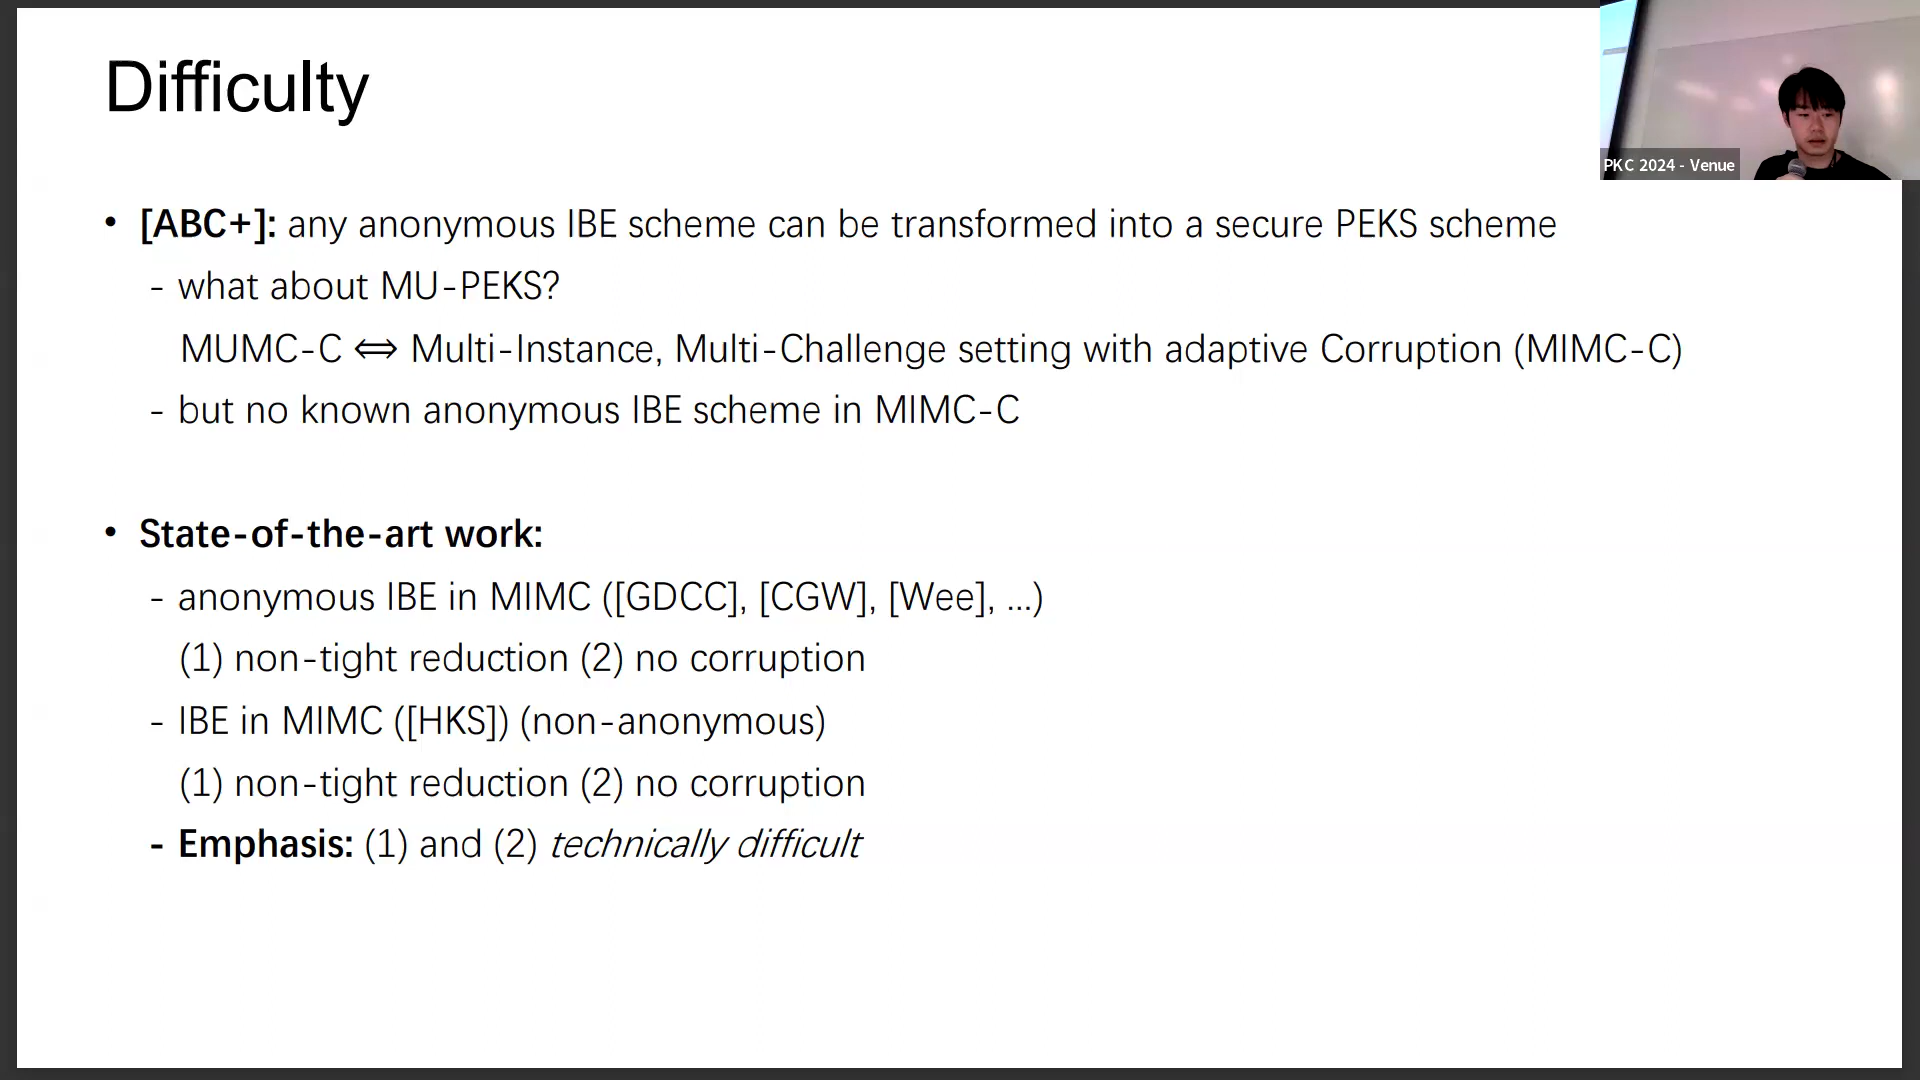 Difficulty
PKC 2024 - Venue
• [ABC+]: any anonymous IBE scheme can be transformed into a secure PEKS scheme
- what about MU-PEKS?
MUMC-C ⟺ Multi-Instance, Multi-Challenge setting with adaptive Corruption (MIMC-C)
- but no known anonymous IBE scheme in MIMC-C
• State-of-the-art work:
- anonymous IBE in MIMC ([GDCC], [CGW], [Wee], ...)
(1) non-tight reduction (2) no corruption
- IBE in MIMC ([HKS]) (non-anonymous)
(1) non-tight reduction (2) no corruption
- Emphasis: (1) and (2) technically difficult